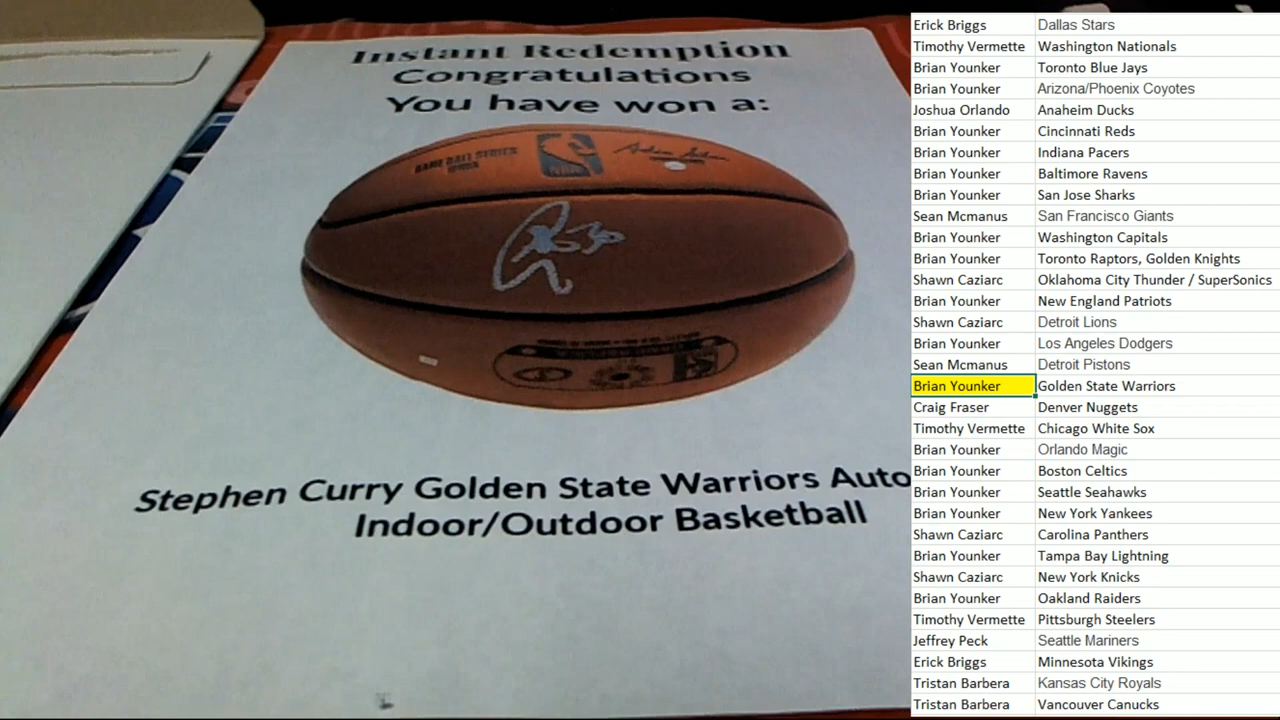 Instant Redemption
Congratulations
You have won a:
GAME BALL SERIES
Stephen Curry Golden State Warriors Auto
Indoor/Outdoor Basketball
Erick Briggs Dallas Stars
Timothy Vermette Washington Nationals
Brian Younker Toronto Blue Jays
Brian Younker Arizona/Phoenix Coyotes
Joshua Orlando Anaheim Ducks
Brian Younker Cincinnati Reds
Brian Younker Indiana Pacers
Brian Younker Baltimore Ravens
Brian Younker San Jose Sharks
Sean Mcmanus San Francisco Giants
Brian Younker Washington Capitals
Brian Younker Toronto Raptors, Golden Knights
Shawn Caziarc Oklahoma City Thunder / SuperSonics
Brian Younker New England Patriots
Shawn Caziarc Detroit Lions
Brian Younker Los Angeles Dodgers
Sean Mcmanus Detroit Pistons
Brian Younker Golden State Warriors
Craig Fraser Denver Nuggets
Timothy Vermette Chicago White Sox
Brian Younker Orlando Magic
Brian Younker Boston Celtics
Brian Younker Seattle Seahawks
Brian Younker New York Yankees
Shawn Caziarc Carolina Panthers
Brian Younker Tampa Bay Lightning
Shawn Caziarc New York Knicks
Brian Younker Oakland Raiders
Timothy Vermette Pittsburgh Steelers
Jeffrey Peck Seattle Mariners
Erick Briggs Minnesota Vikings
Tristan Barbera Kansas City Royals
Tristan Barbera Vancouver Canucks